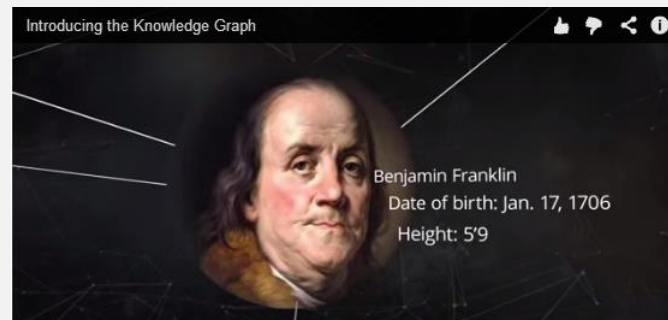 Introducing the Knowledge Graph
Benjamin Franklin
Date of birth: Jan. 17, 1706
Height: 5'9